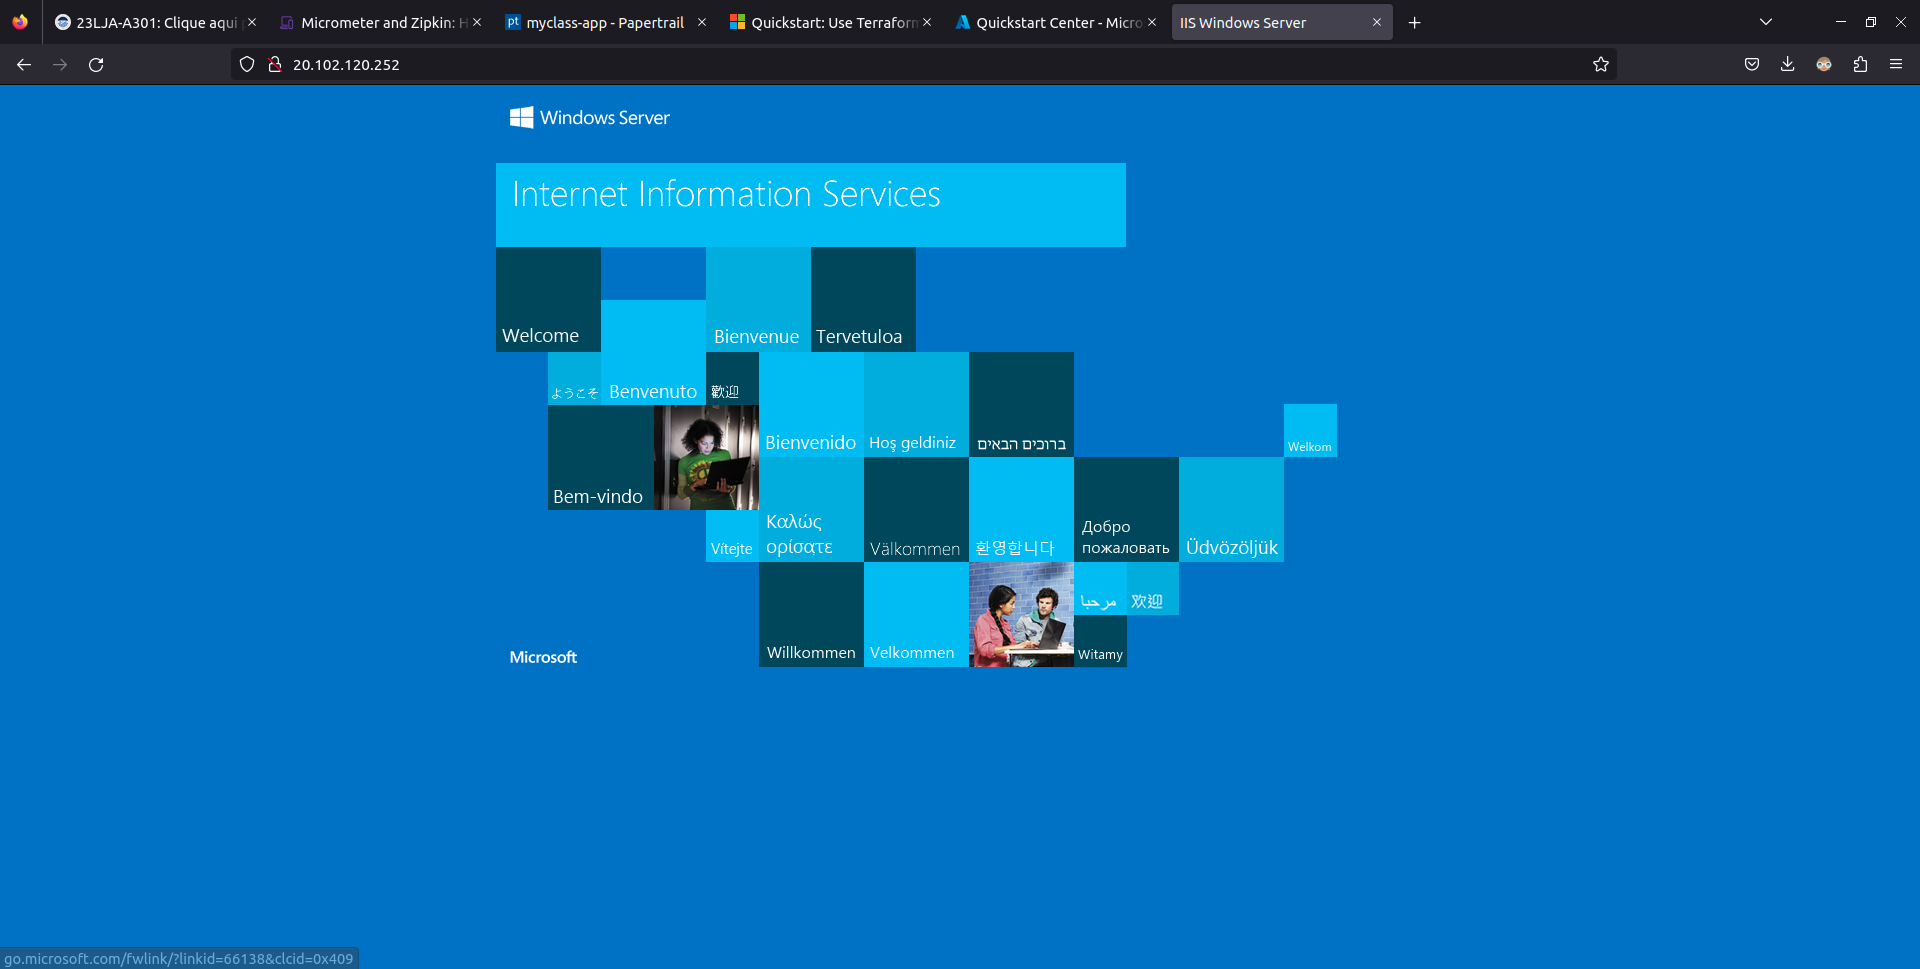 23LJA-A301: Clique aqui
Micrometer and Zipkin: H
pt myclass-app - Papertrail
Quickstart: Use Terraform
Quickstart Center - Micro
IIS Windows Server
20.102.120.252
Windows Server
Internet Information Services
Welcome
Bienvenue
Tervetuloa
ようこそ
Benvenuto
歡迎
Bienvenido
Hoş geldiniz
ברוכים הבאים
Welkom
Bem-vindo
Vítejte
Καλώς
ορίσατε
Välkommen
환영합니다
Добро
пожаловать
Üdvözöljük
مرحبا
欢迎
Willkommen
Velkommen
Witamy
Microsoft
go.microsoft.com/fwlink/?linkid=66138&clcid=0x409